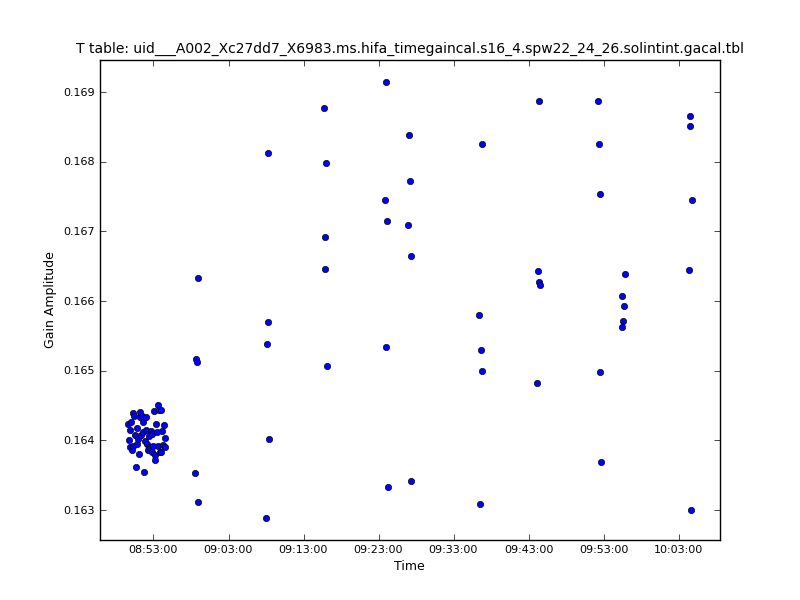 T table: uid___A002_Xc27dd7_X6983.ms.hifa_timegaincal.s16_4.spw22_24_26.solintint.gacal.tbl
0.169
0.168
0.167
0.166
0.165
0.164
0.163
Gain Amplitude
08:53:00 09:03:00 09:13:00 09:23:00 09:33:00 09:43:00 09:53:00 10:03:00
Time